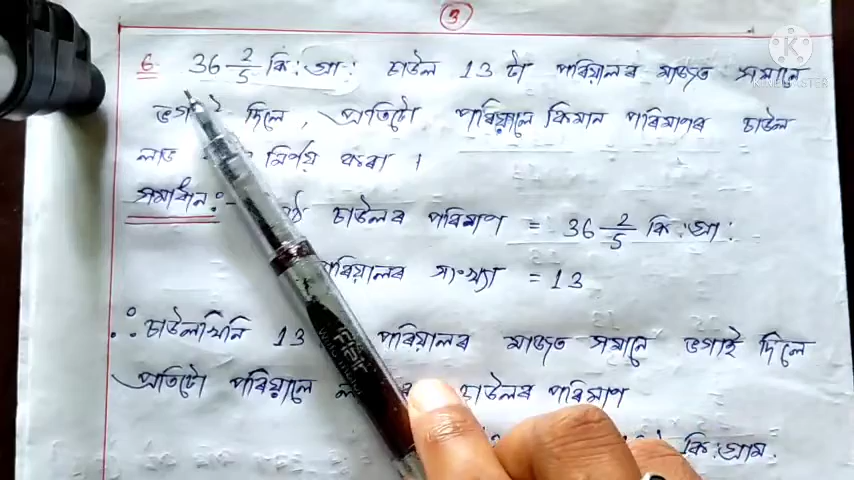 3
6 36 2/5 কি:গ্ৰা: চাউল 13 টা পৰিয়ালৰ মাজত সমানে
দিলে, প্ৰতিটো পৰিয়ালে কিমান পৰিমাণৰ চাউল
লাভ নিৰ্ণয় কৰা ।
সমাধান:- চাউলৰ পৰিমাণ = 36 2/5 কি:গ্ৰা:
পৰিয়ালৰ সংখ্যা = 13
∴ চাউলখিনি 13 পৰিয়ালৰ মাজত সমানে ভগাই দিলে
প্ৰতিটো পৰিয়ালে চাউলৰ পৰিমাণ
কি:গ্ৰাম.
KINEMASTER